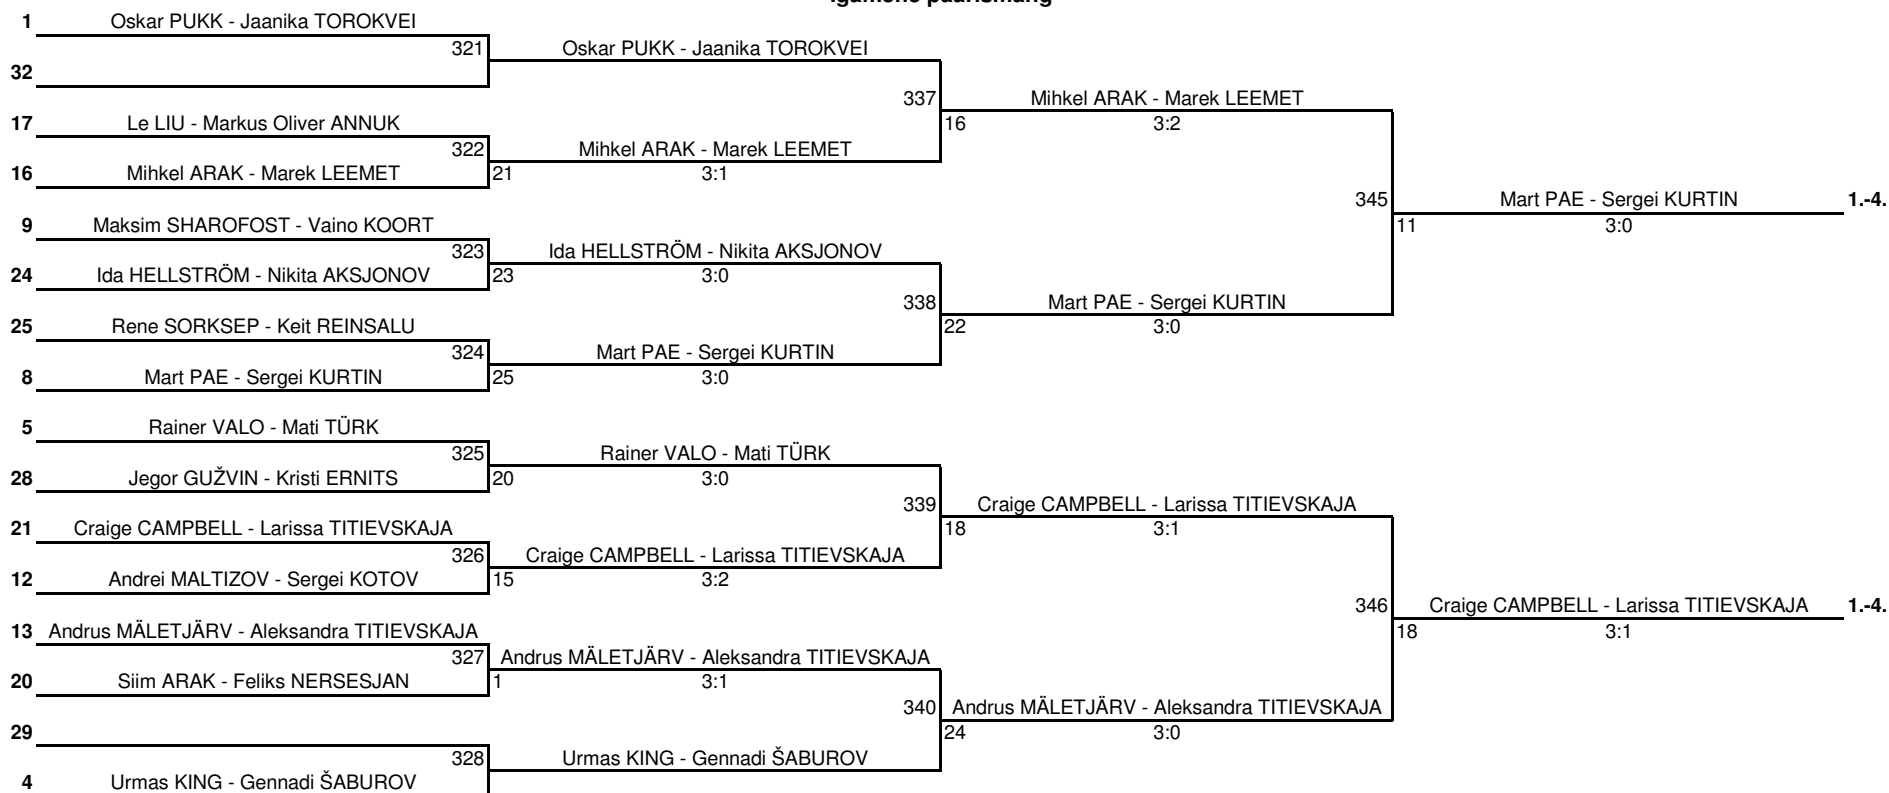 Igameno paarismäng
1 Oskar PUKK - Jaanika TOROKVEI
321 Oskar PUKK - Jaanika TOROKVEI
32
337 Mihkel ARAK - Marek LEEMET
17 Le LIU - Markus Oliver ANNUK
16 3:2
322 Mihkel ARAK - Marek LEEMET
16 Mihkel ARAK - Marek LEEMET 21 3:1
345 Mart PAE - Sergei KURTIN 1.-4.
9 Maksim SHAROFOST - Vaino KOORT
11 3:0
323 Ida HELLSTRÖM - Nikita AKSJONOV
24 Ida HELLSTRÖM - Nikita AKSJONOV 23 3:0
338 Mart PAE - Sergei KURTIN
25 Rene SORKSEP - Keit REINSALU
22 3:0
324 Mart PAE - Sergei KURTIN
8 Mart PAE - Sergei KURTIN 25 3:0
5 Rainer VALO - Mati TÜRK
325 Rainer VALO - Mati TÜRK
28 Jegor GUŽVIN - Kristi ERNITS 20 3:0
339 Craige CAMPBELL - Larissa TITIEVSKAJA
21 Craige CAMPBELL - Larissa TITIEVSKAJA
18 3:1
326 Craige CAMPBELL - Larissa TITIEVSKAJA
12 Andrei MALTIZOV - Sergei KOTOV 15 3:2
346 Craige CAMPBELL - Larissa TITIEVSKAJA 1.-4.
13 Andrus MÄLETJÄRV - Aleksandra TITIEVSKAJA
18 3:1
327 Andrus MÄLETJÄRV - Aleksandra TITIEVSKAJA
20 Siim ARAK - Feliks NERSESJAN 1 3:1
340 Andrus MÄLETJÄRV - Aleksandra TITIEVSKAJA
29
24 3:0
328 Urmas KING - Gennadi ŠABUROV
4 Urmas KING - Gennadi ŠABUROV